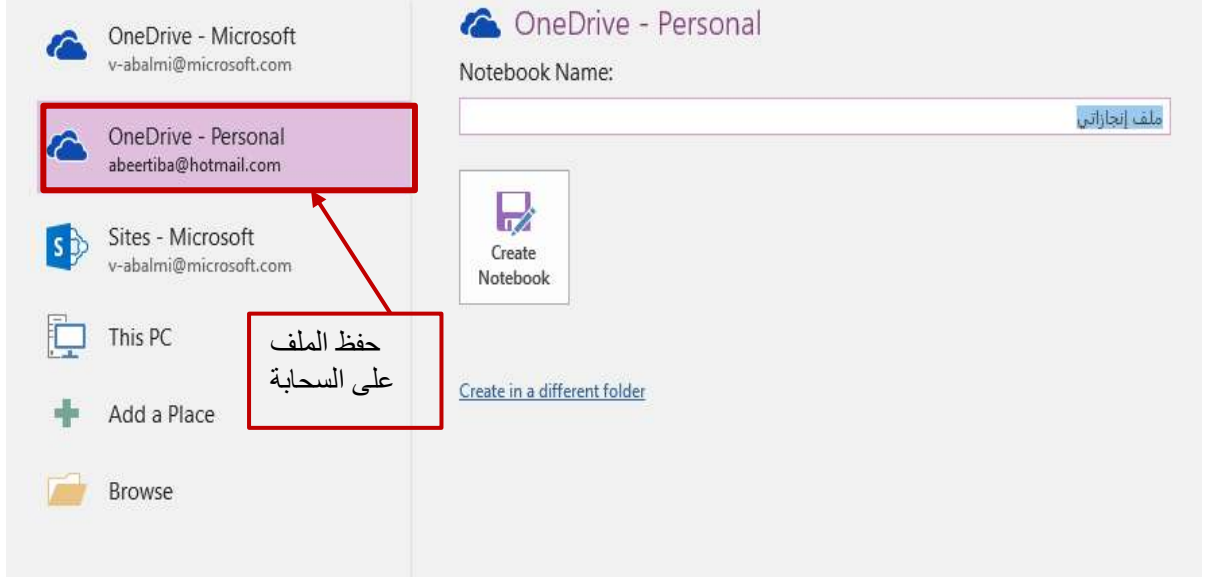 OneDrive - Microsoft
v-abalmi@microsoft.com
OneDrive - Personal
abeertiba@hotmail.com
Sites - Microsoft
v-abalmi@microsoft.com
This PC
Add a Place
Browse
حفظ الملف
على السحابة
OneDrive - Personal
Notebook Name:
ملف إنجازاتي
Create
Notebook
Create in a different folder